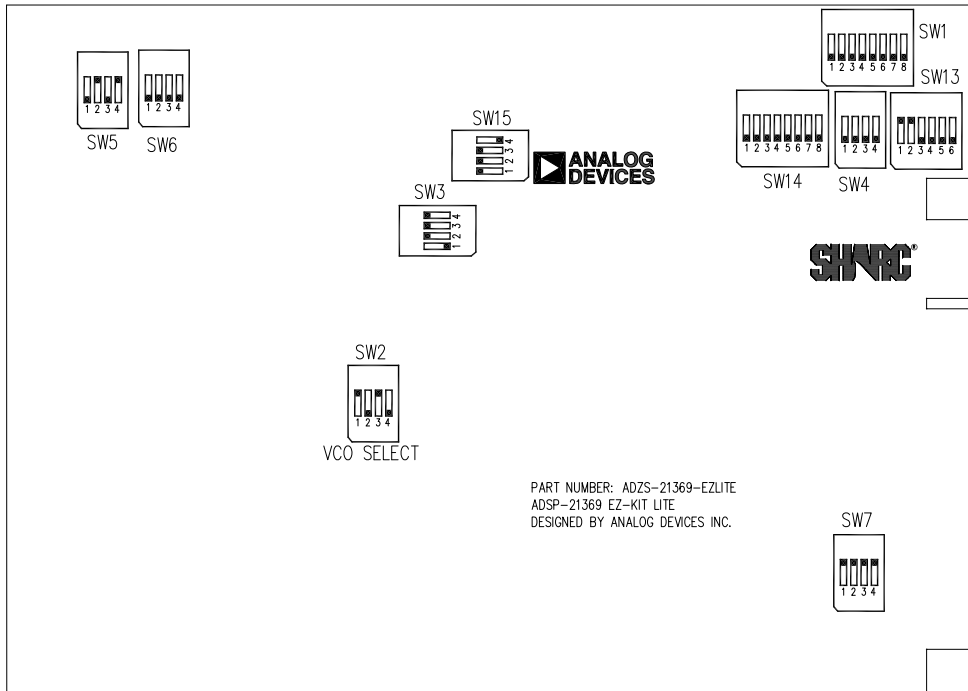 SW1
1 2 3 4 5 6 7 8
SW13
1 2 3 4
SW5
1 2 3 4
SW6
SW15
1 2 3 4
ANALOG
DEVICES
1 2 3 4 5 6 7 8
SW14
1 2 3 4
SW4
1 2 3 4 5 6
SW3
1 2 3 4
SHARC®
SW2
1 2 3 4
VCO SELECT
PART NUMBER: ADZS-21369-EZLITE
ADSP-21369 EZ-KIT LITE
DESIGNED BY ANALOG DEVICES INC.
SW7
1 2 3 4